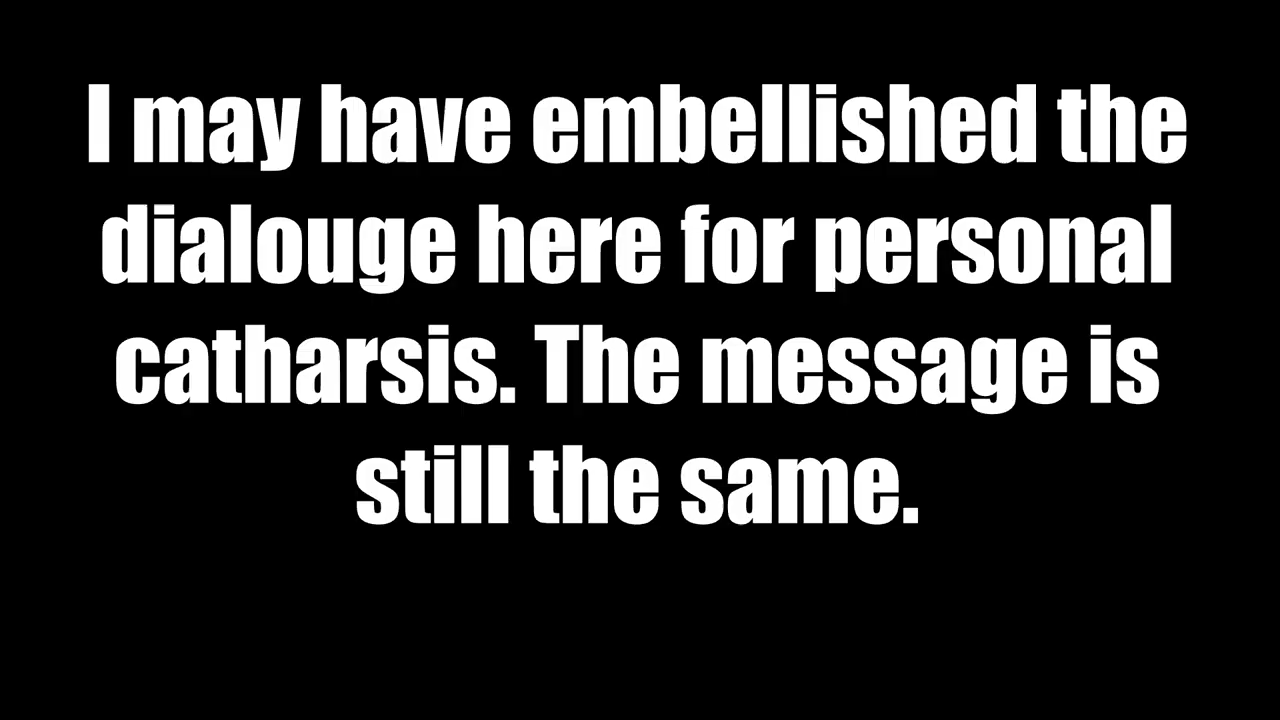 I may have embellished the
dialouge here for personal
catharsis. The message is
still the same.